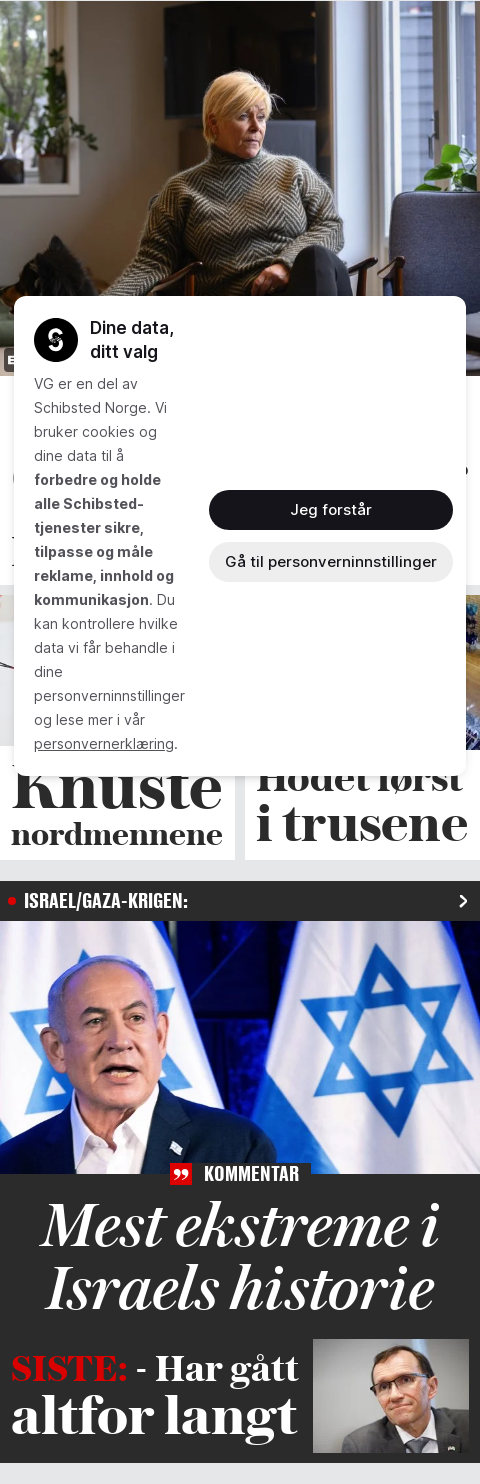 Dine data,
ditt valg
VG er en del av
Schibsted Norge. Vi
bruker cookies og
dine data til å
forbedre og holde
alle Schibsted-
tjenester sikre,
tilpasse og måle
reklame, innhold og
kommunikasjon. Du
kan kontrollere hvilke
data vi får behandle i
dine
personverninnstillinger
og lese mer i vår
personvernerklæring.
Jeg forstår
Gå til personverninnstillinger
Knuste
nordmennene
Hodet først
i trusene
ISRAEL/GAZA-KRIGEN:
KOMMENTAR
Mest ekstreme i
Israels historie
SISTE: - Har gått
altfor langt